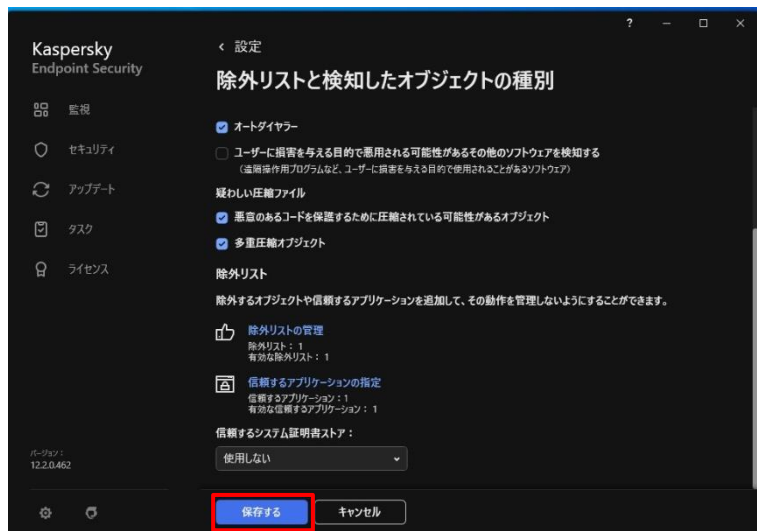 ?
Kaspersky
Endpoint Security
設定
除外リストと検知したオブジェクトの種別
監視
セキュリティ
アップデート
タスク
ライセンス
オートダイヤラー
ユーザーに損害を与える目的で悪用される可能性があるその他のソフトウェアを検知する
(遠隔操作用プログラムなど、ユーザーに損害を与える目的で使用されることがあるソフトウェア)
疑わしい圧縮ファイル
悪意のあるコードを保護するために圧縮されている可能性があるオブジェクト
多重圧縮オブジェクト
除外リスト
除外するオブジェクトや信頼するアプリケーションを追加して、その動作を管理しないようにすることができます。
除外リストの管理
除外リスト： 1
有効な除外リスト： 1
信頼するアプリケーションの指定
信頼するアプリケーション：1
有効な信頼するアプリケーション： 1
信頼するシステム証明書ストア：
使用しない
バージョン：
12.2.0.462
保存する
キャンセル